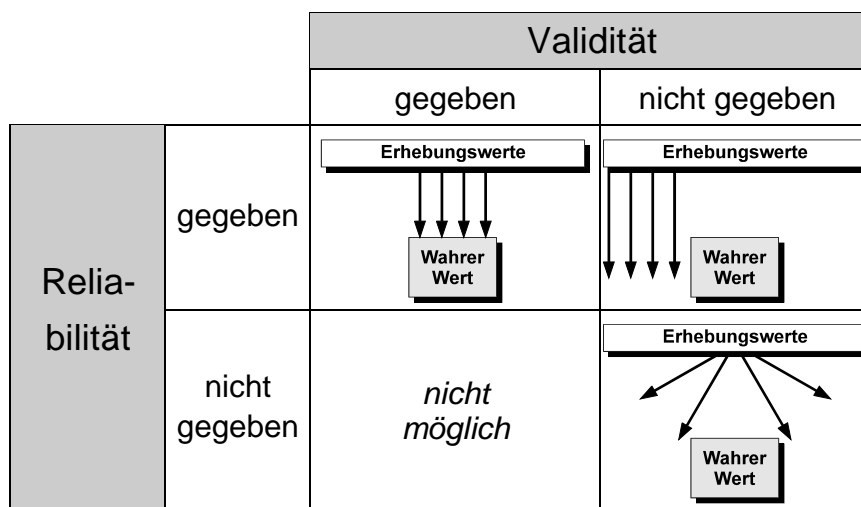 Validität
gegeben
nicht gegeben
Relia-
bilität
gegeben
Erhebungswerte
Wahrer
Wert
Erhebungswerte
Wahrer
Wert
nicht
gegeben
nicht
möglich
Erhebungswerte
Wahrer
Wert